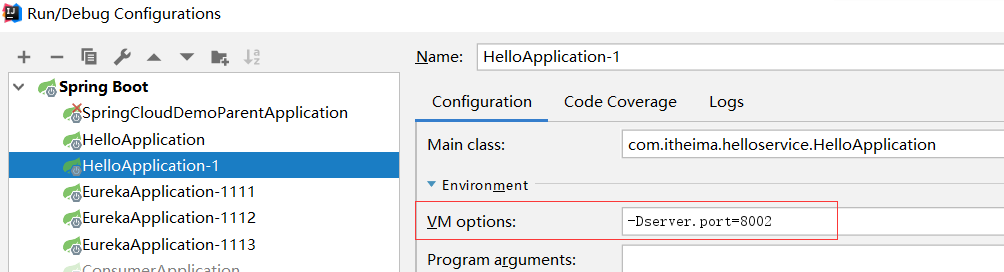 Run/Debug Configurations
Name: HelloApplication-1
Spring Boot
SpringCloudDemoParentApplication
HelloApplication
HelloApplication-1
EurekaApplication-1111
EurekaApplication-1112
EurekaApplication-1113
ConsumerApplication
Configuration Code Coverage Logs
Main class: com.itheima.helloservice.HelloApplication
Environment
VM options: -Dserver.port=8002
Program arguments: